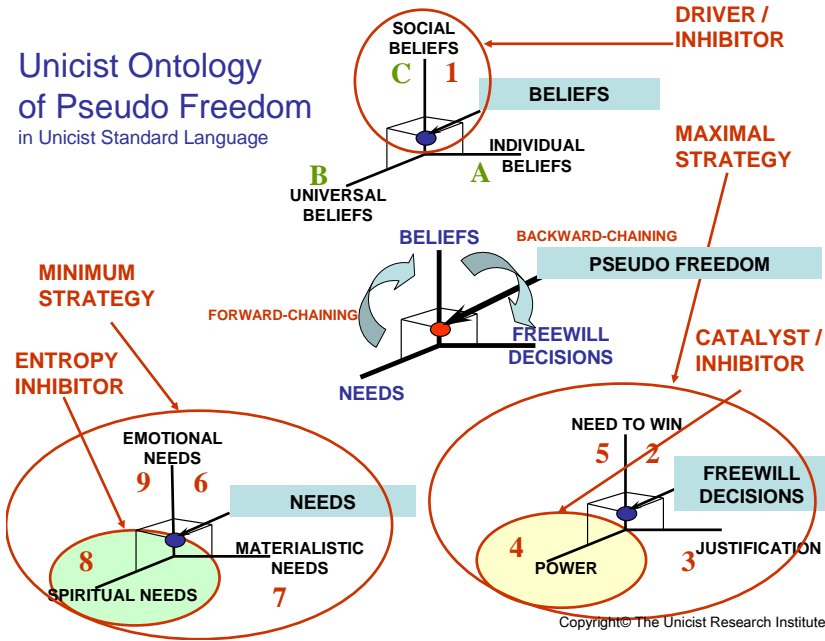 Unicist Ontology
of Pseudo Freedom
in Unicist Standard Language
SOCIAL
BELIEFS
C 1
DRIVER /
INHIBITOR
BELIEFS
INDIVIDUAL
BELIEFS
A
B
UNIVERSAL
BELIEFS
MAXIMAL
STRATEGY
BELIEFS
BACKWARD-CHAINING
PSEUDO FREEDOM
FORWARD-CHAINING
FREEWILL
DECISIONS
NEEDS
MINIMUM
STRATEGY
ENTROPY
INHIBITOR
CATALYST /
INHIBITOR
EMOTIONAL
NEEDS
9 6
NEEDS
MATERIALISTIC
NEEDS
7
8
SPIRITUAL NEEDS
NEED TO WIN
5 2
FREEWILL
DECISIONS
4
POWER
3
JUSTIFICATION
Copyright© The Unicist Research Institute